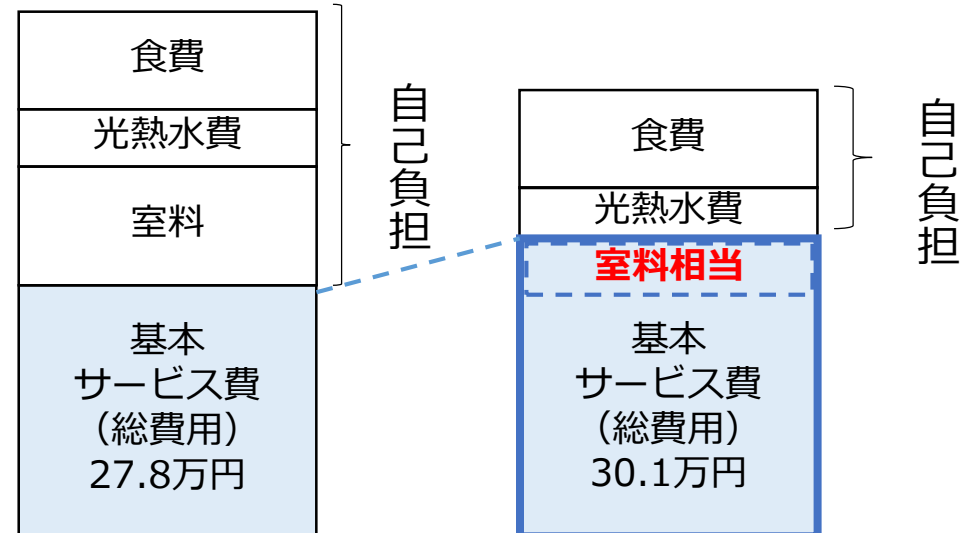 食費
光熱水費
室料
基本
サービス費
（総費用）
27.8万円
自己負担
食費
光熱水費
室料相当
基本
サービス費
（総費用）
30.1万円
自己負担